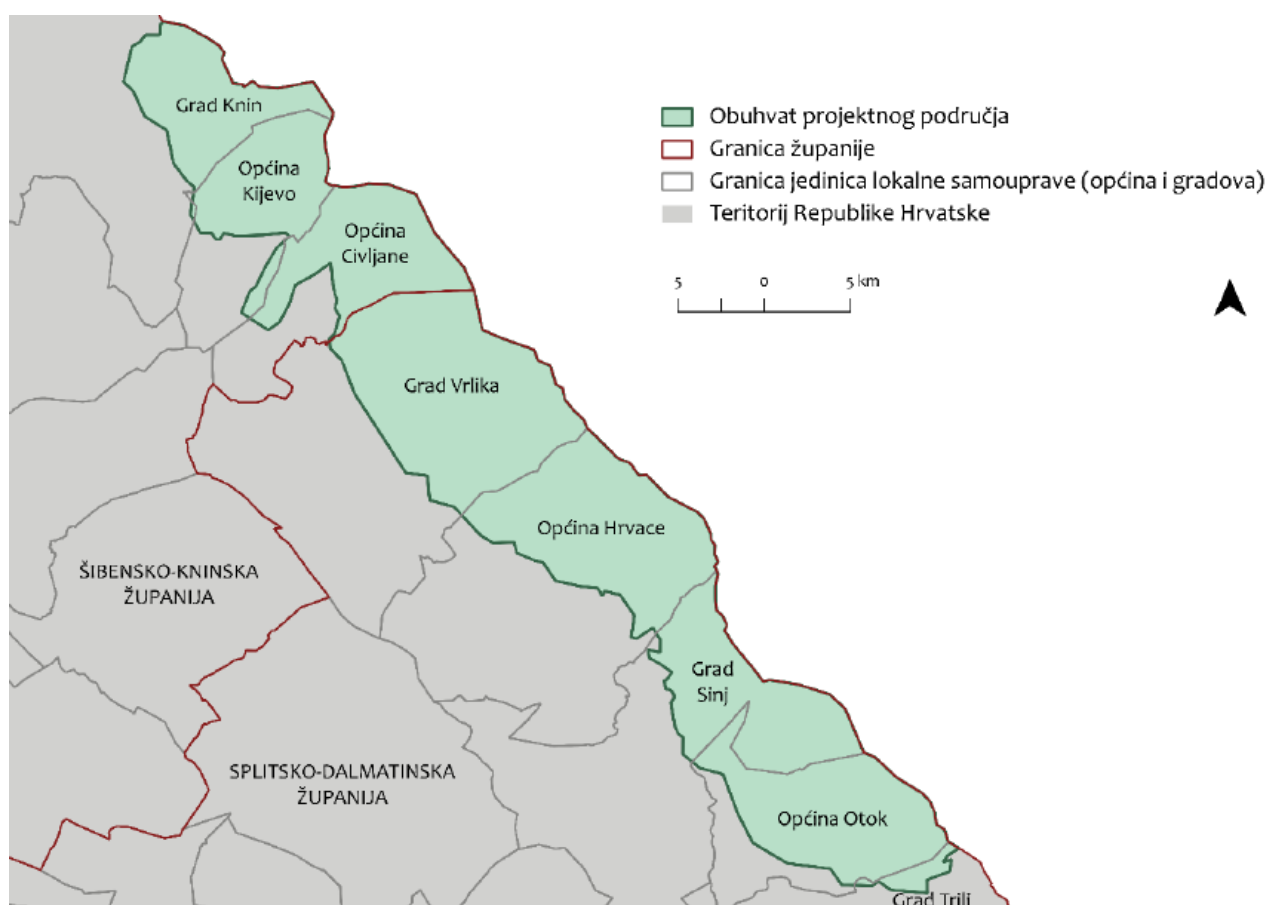 Grad Knin
Općina
Kijevo
Općina
Civljane
Grad Vrlika
Općina Hrvace
Grad
Sinj
Općina Otok
Grad Trilj
ŠIBENSKO-KNINSKA
ŽUPANIJA
SPLITSKO-DALMATINSKA
ŽUPANIJA
Obuhvat projektnog područja
Granica županije
Granica jedinica lokalne samouprave (općina i gradova)
Teritorij Republike Hrvatske
5 0 5 km